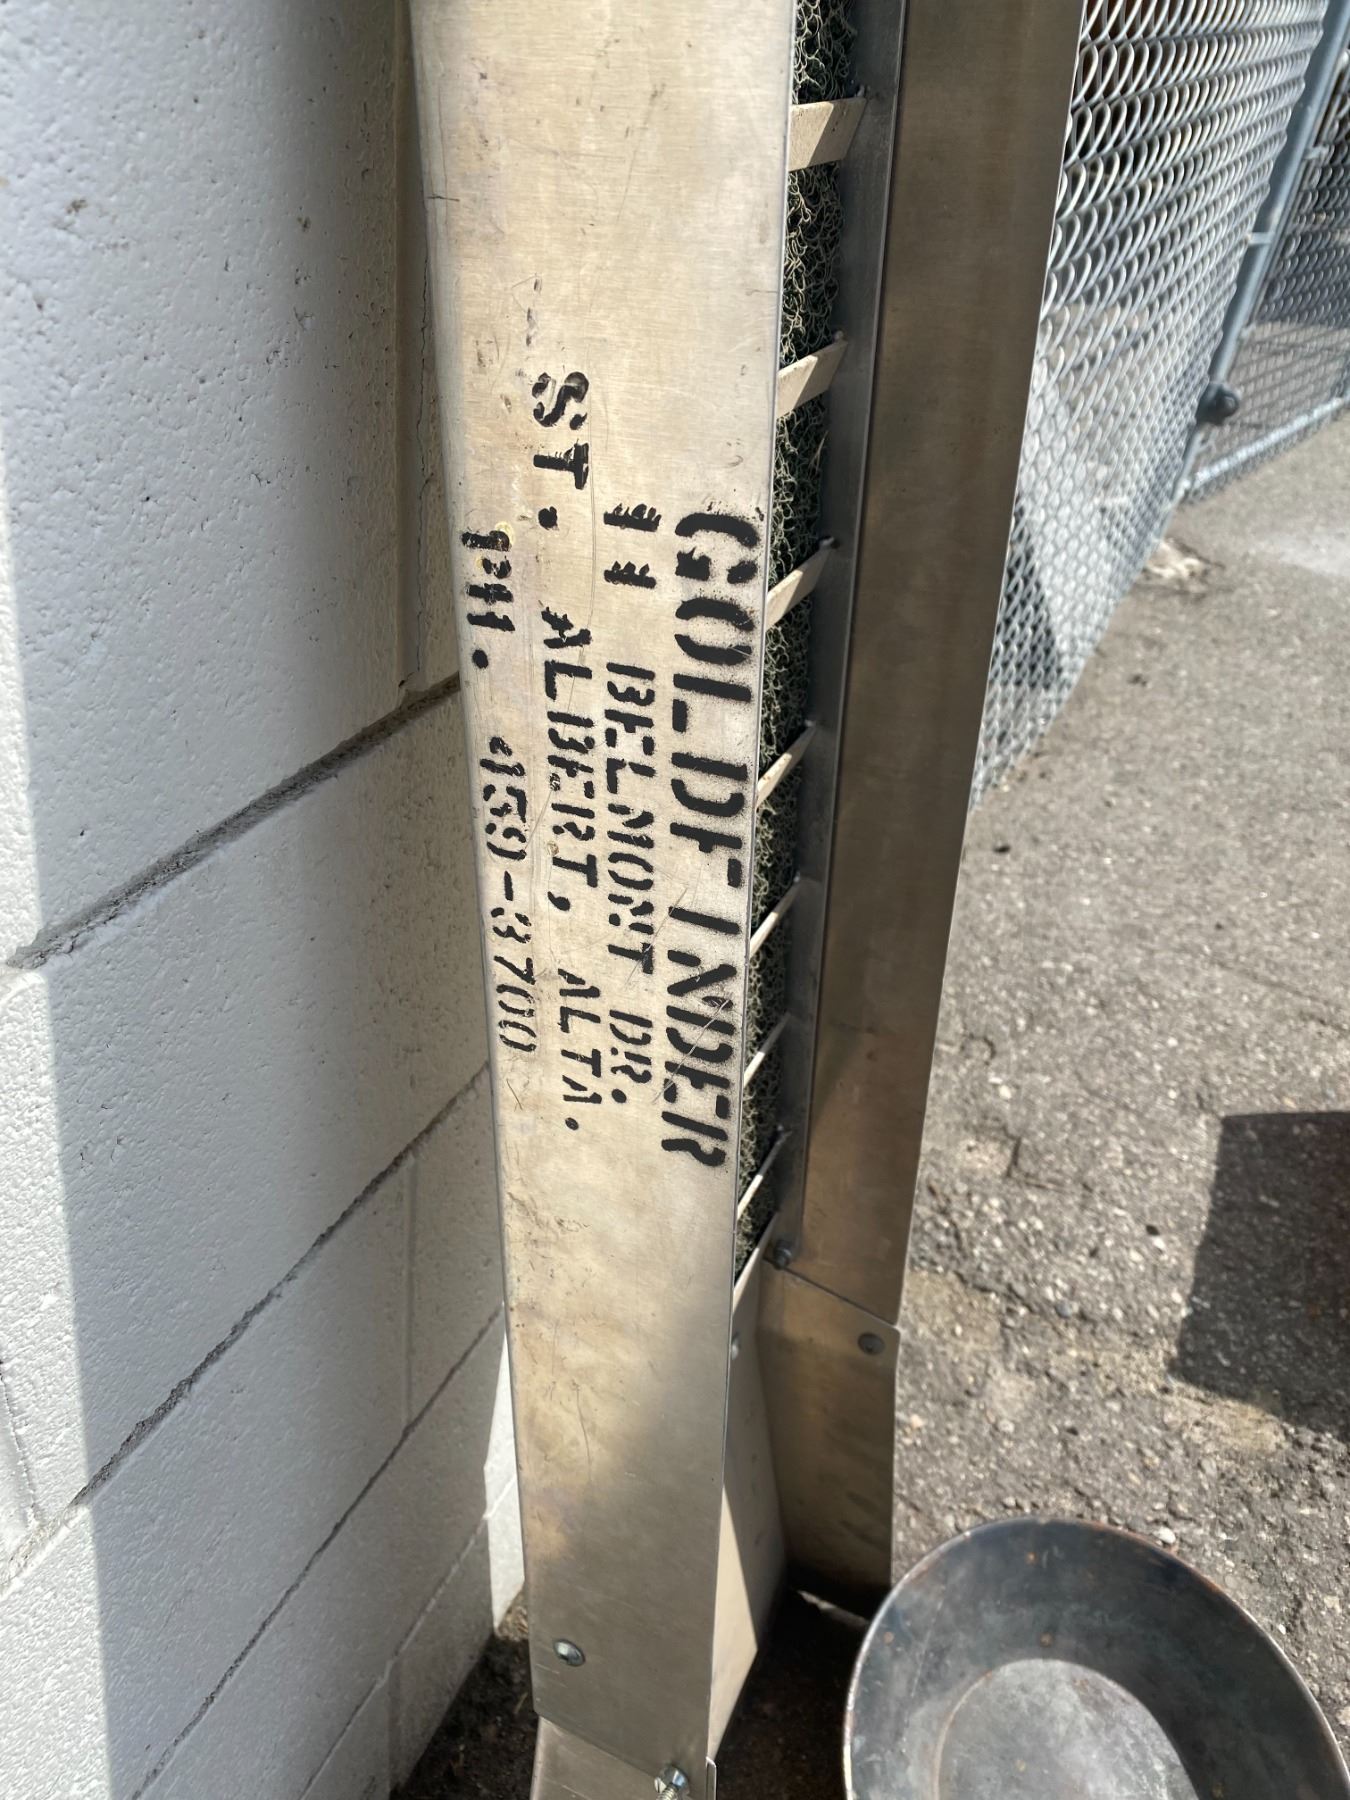 GOLDFINDER
11 BELMONT DR.
ST. ALBERT, ALTA.
PH. 459-3700